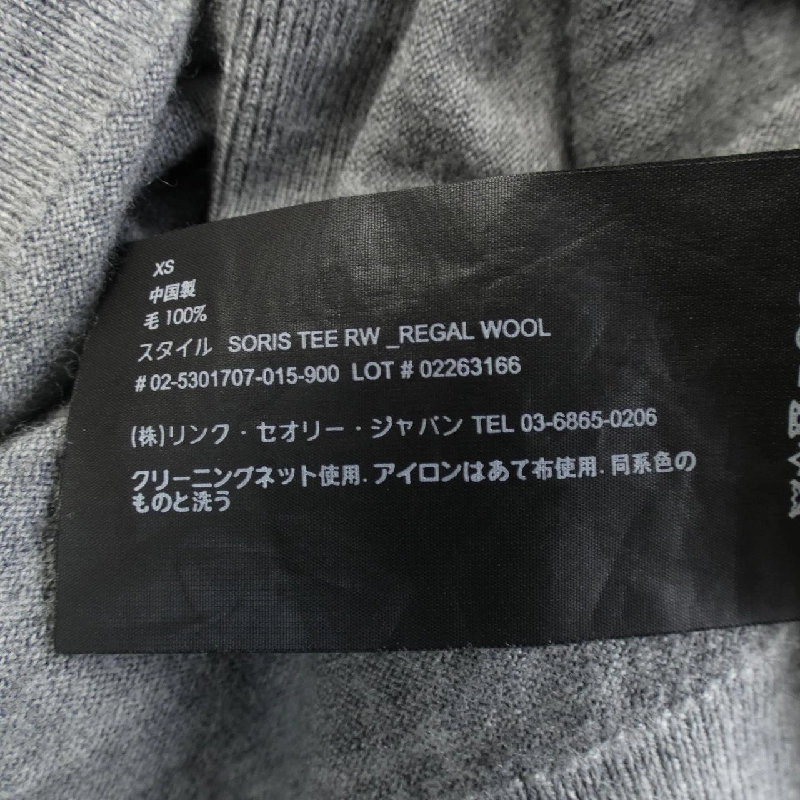 XS
中国製
毛 100%
スタイル SORIS TEE RW _REGAL WOOL
# 02-5301707-015-900 LOT # 02263166
(株)リンク・セオリー・ジャパン TEL 03-6865-0206
クリーニングネット使用. アイロンはあて布使用. 同系色の
ものと洗う